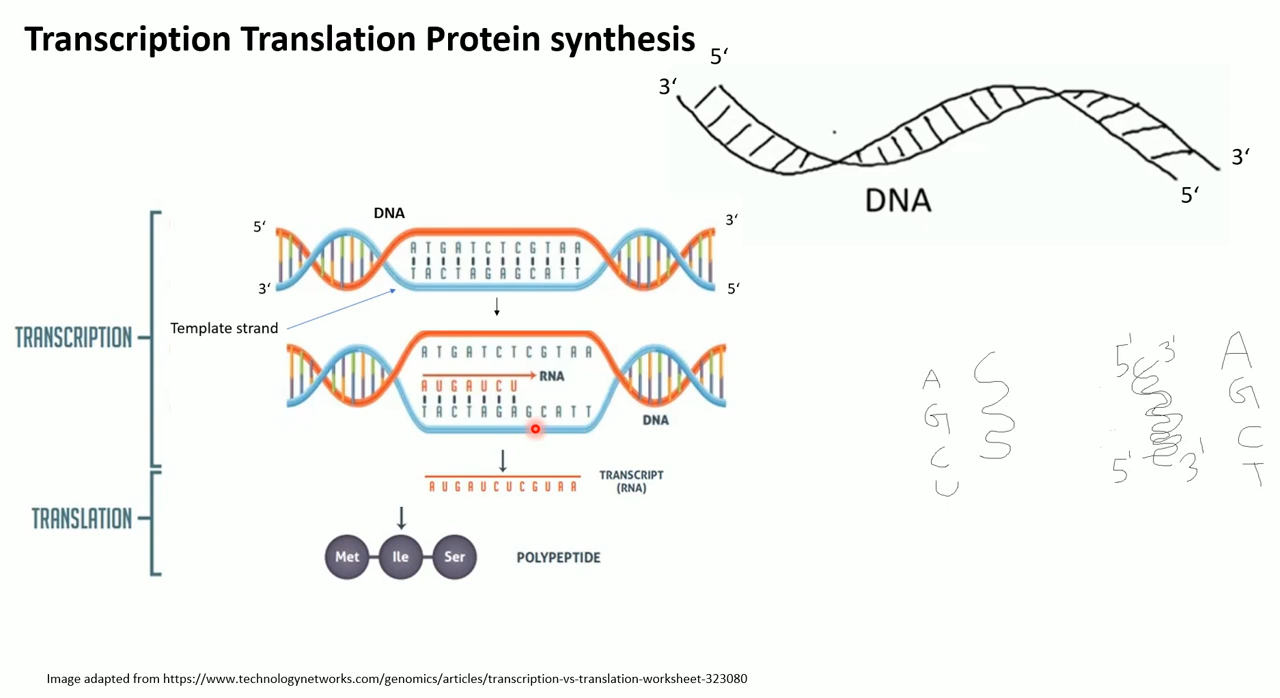 Transcription Translation Protein synthesis
5‘
3‘
3‘
5‘
DNA
DNA
5‘
3‘
A T G A T C T C G T A A
T A C T A G A G C A T T
3‘
5‘
Template strand
TRANSCRIPTION
A T G A T C T C G T A A
RNA
A U G A U C U
T A C T A G A G C A T T
DNA
TRANSCRIPT
(RNA)
A U G A U C U C G U A A
TRANSLATION
Met Ile Ser
POLYPEPTIDE
A
G
C
U
5' 3'
5' 3'
A
G
C
T
Image adapted from https://www.technologynetworks.com/genomics/articles/transcription-vs-translation-worksheet-323080